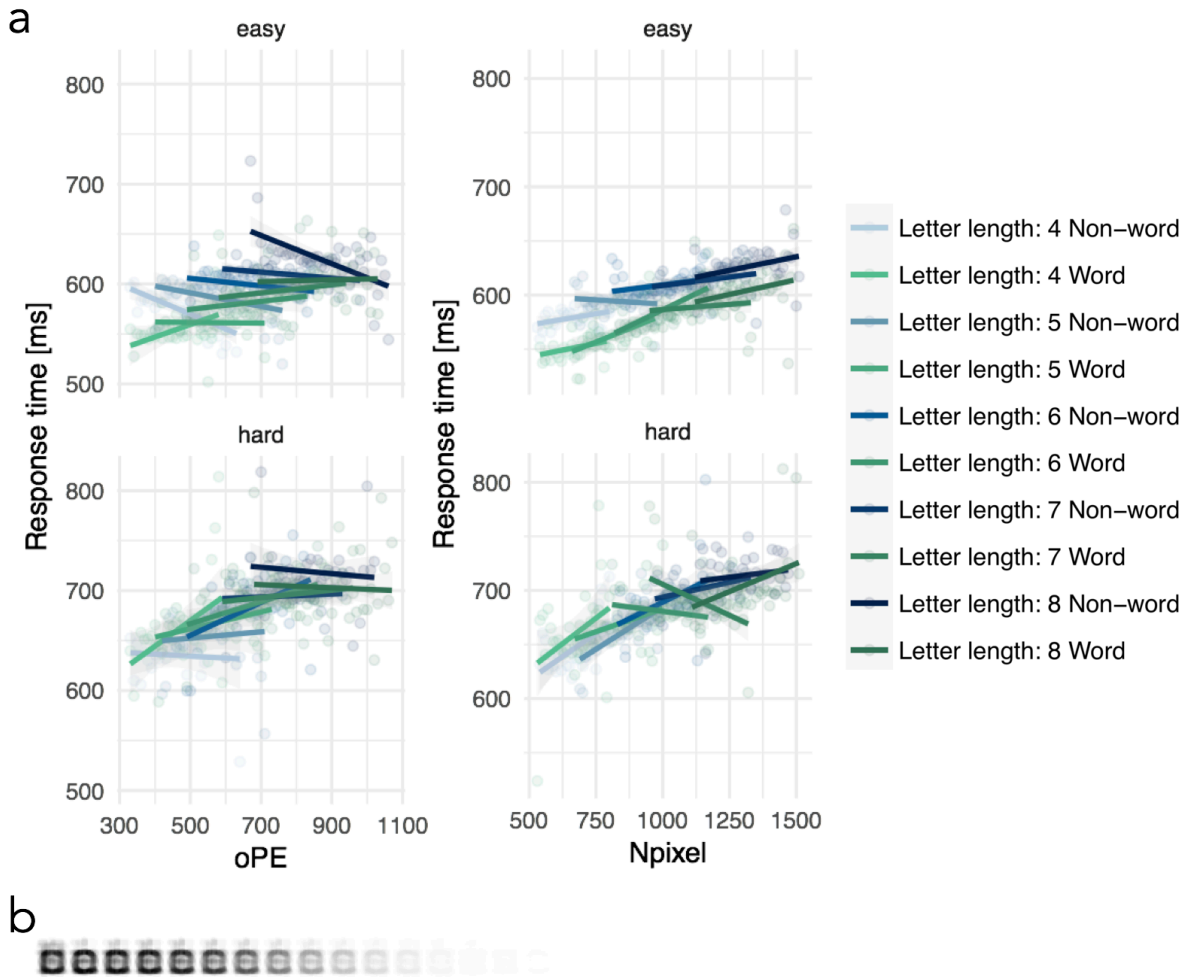 a
easy
easy
800
700
600
500
Response time [ms]
800
700
600
Response time [ms]
hard
hard
800
700
600
500
800
700
600
300 500 700 900 1100
oPE
500 750 1000 1250 1500
Npixel
Letter length: 4 Non−word
Letter length: 4 Word
Letter length: 5 Non−word
Letter length: 5 Word
Letter length: 6 Non−word
Letter length: 6 Word
Letter length: 7 Non−word
Letter length: 7 Word
Letter length: 8 Non−word
Letter length: 8 Word
b